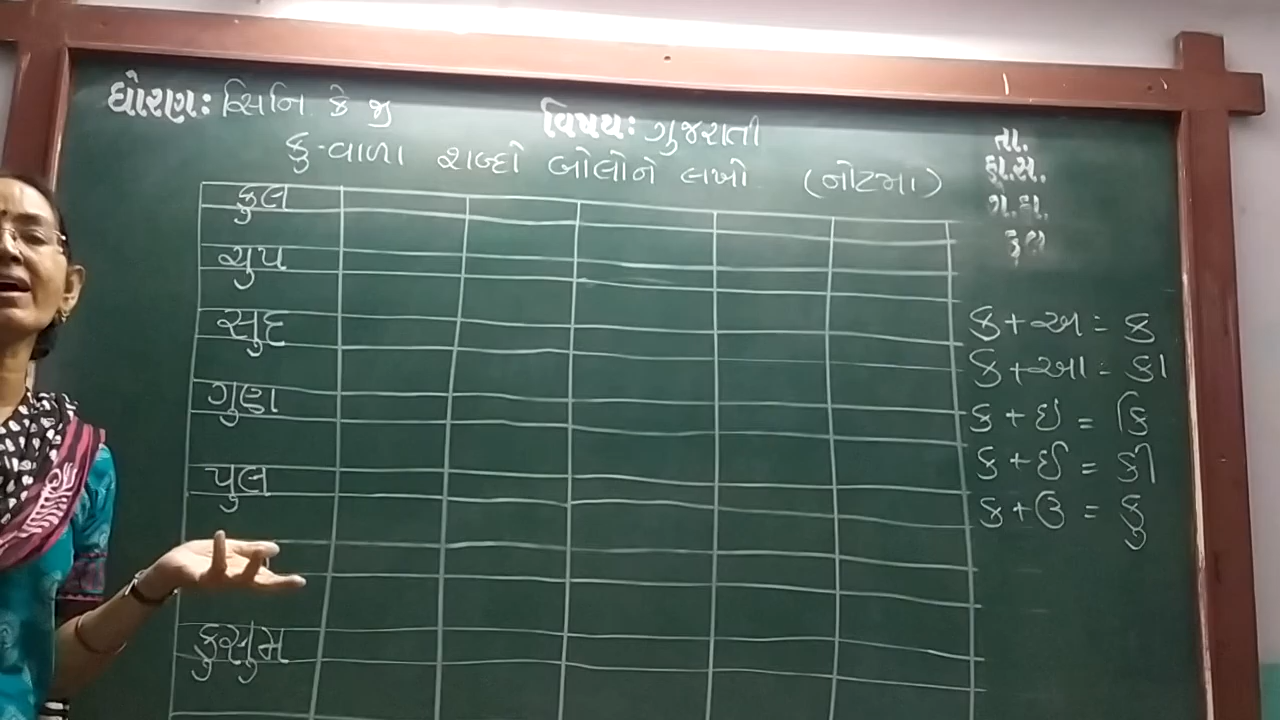 ધોરણ: સિનિ. કે જી
વિષય: ગુજરાતી
કુ-વાળા શબ્દો બોલોને લખો (નોટમા)
તા.
હા.સ.
ગે.હા.
કુલ
ચુપ
સુદ
ગુણ
પુલ
કુસુમ
ક+અ = ક
ક+આ = કા
ક+ઇ = કિ
ક+ઈ = કી
ક+ઉ = કુ